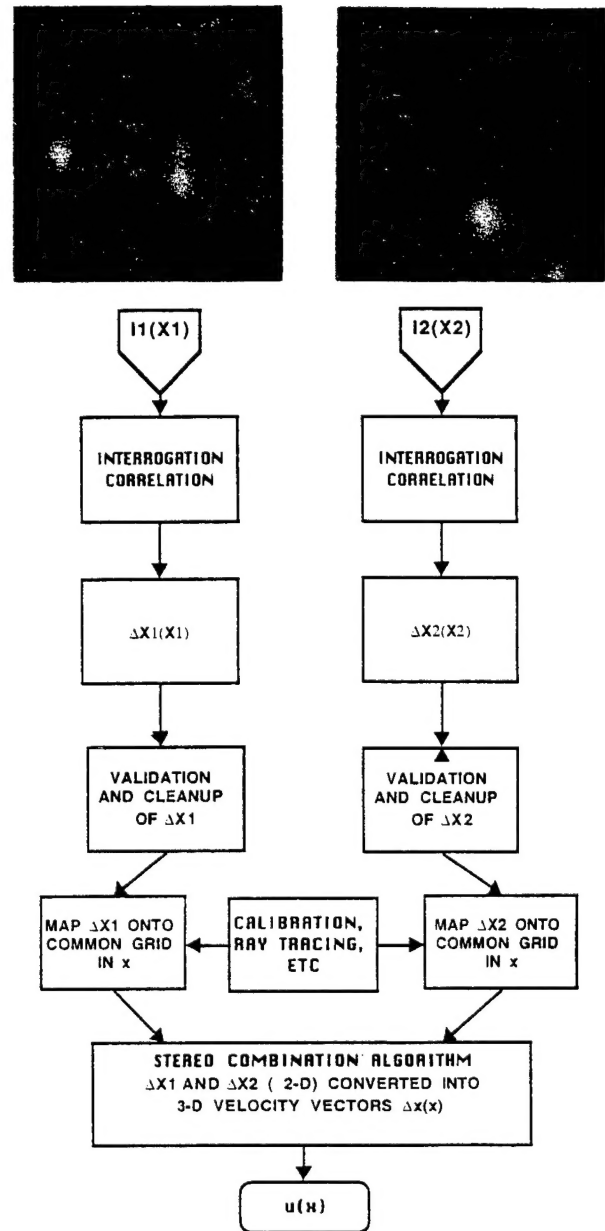 I1(X1)
I2(X2)
INTERROGATION
CORRELATION
INTERROGATION
CORRELATION
ΔX1(X1)
ΔX2(X2)
VALIDATION
AND CLEANUP
OF ΔX1
VALIDATION
AND CLEANUP
OF ΔX2
MAP ΔX1 ONTO
COMMON GRID
IN x
CALIBRATION,
RAY TRACING,
ETC
MAP ΔX2 ONTO
COMMON GRID
IN x
STEREO COMBINATION ALGORITHM
ΔX1 AND ΔX2 ( 2-D) CONVERTED INTO
3-D VELOCITY VECTORS Δx(x)
u(x)